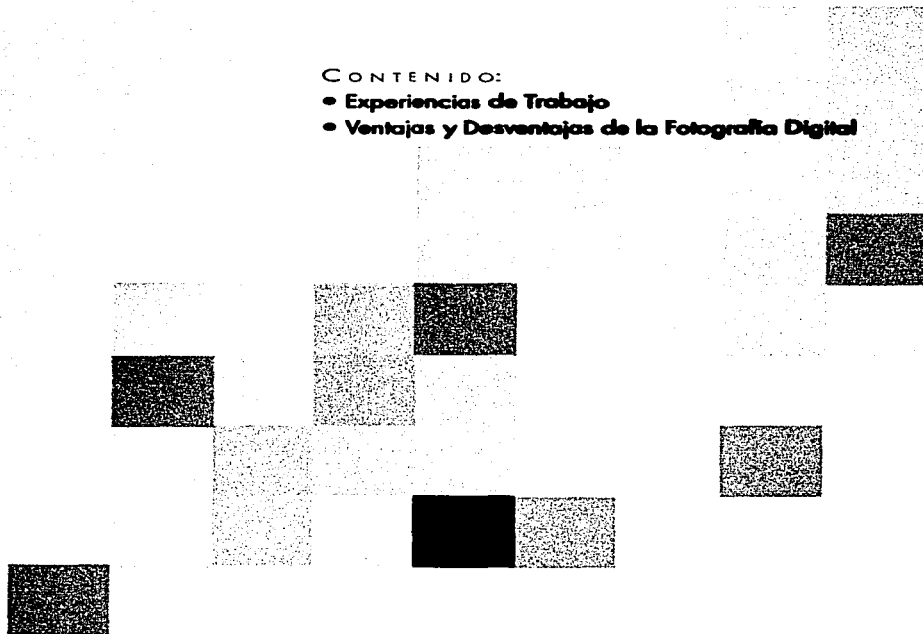 CONTENIDO:
• Experiencias de Trabajo
• Ventajas y Desventajas de la Fotografía Digital